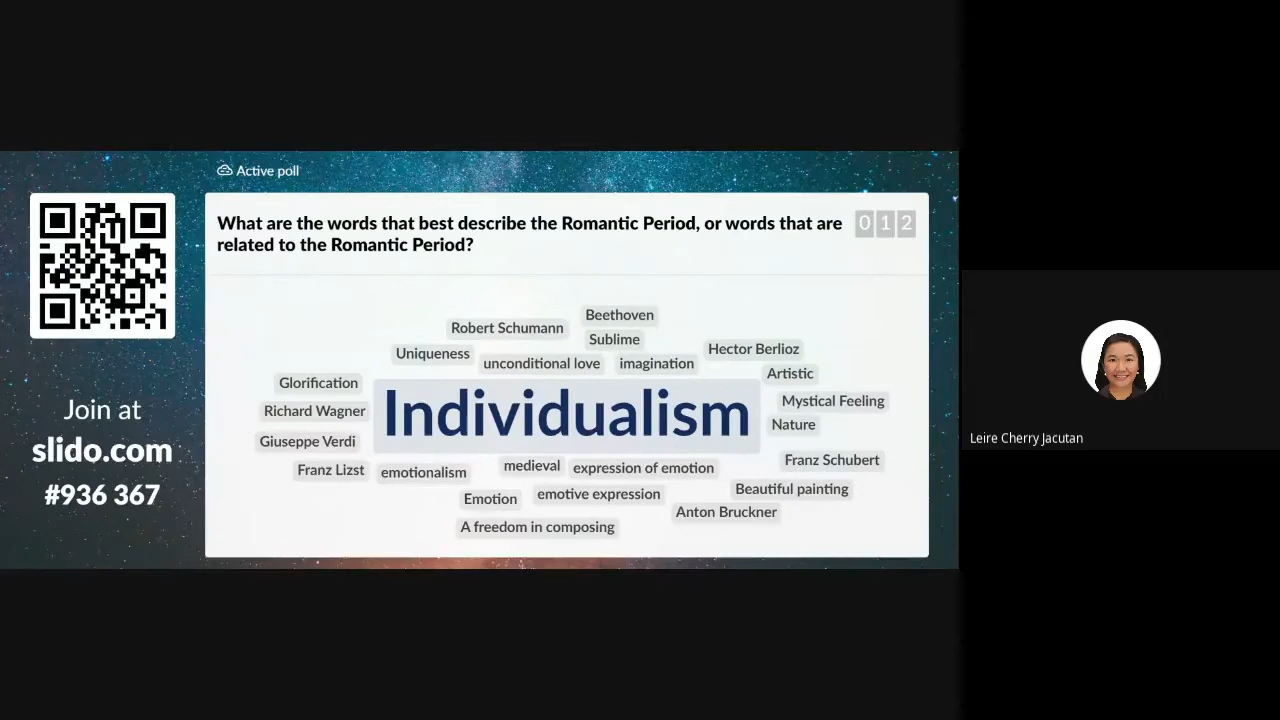 Active poll
What are the words that best describe the Romantic Period, or words that are
related to the Romantic Period?
012
Beethoven
Robert Schumann
Sublime
Uniqueness
unconditional love
imagination
Hector Berlioz
Artistic
Glorification
Individualism
Mystical Feeling
Richard Wagner
Nature
Giuseppe Verdi
Franz Lizst
emotionalism
medieval
expression of emotion
Franz Schubert
Emotion
emotive expression
Beautiful painting
Anton Bruckner
A freedom in composing
Join at
slido.com
#936 367
Leire Cherry Jacutan